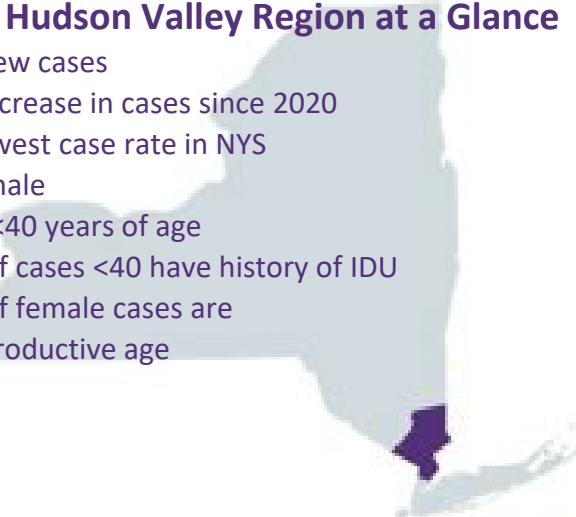 Hudson Valley Region at a Glance
ew cases
crease in cases since 2020
west case rate in NYS
nale
<40 years of age
f cases <40 have history of IDU
f female cases are
roductive age